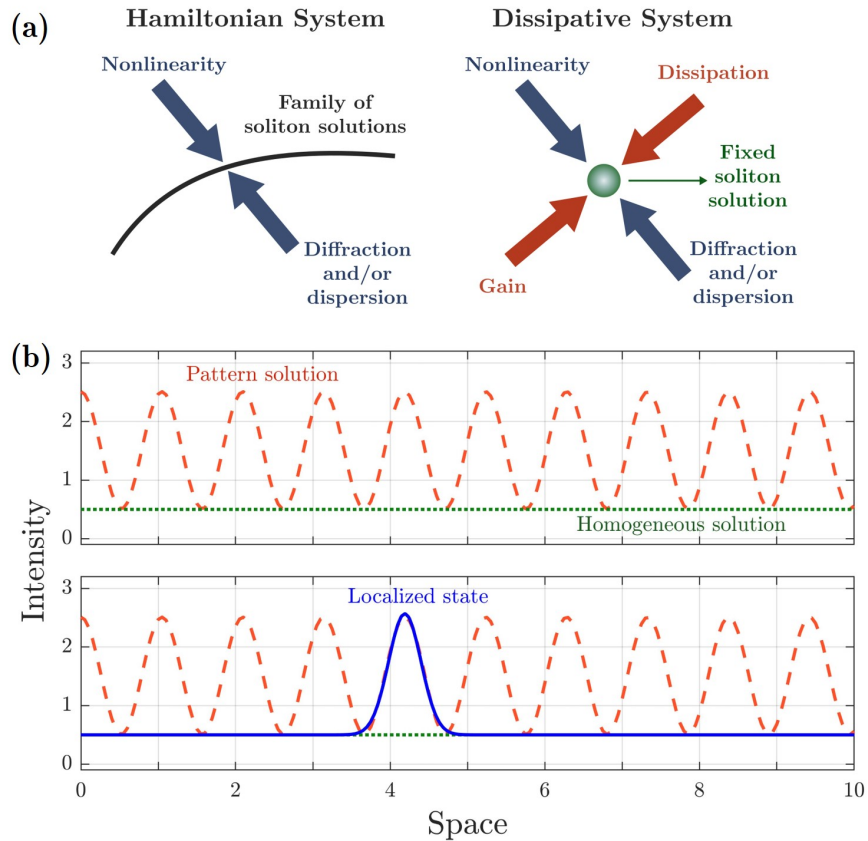 (a)
Hamiltonian System
Dissipative System
Nonlinearity
Family of
soliton solutions
Diffraction
and/or
dispersion
Nonlinearity
Dissipation
Fixed
soliton
solution
Gain
Diffraction
and/or
dispersion
(b)
3
2
1
0
Pattern solution
Homogeneous solution
Intensity
3
2
1
0
Localized state
0
2
4
6
8
10
Space